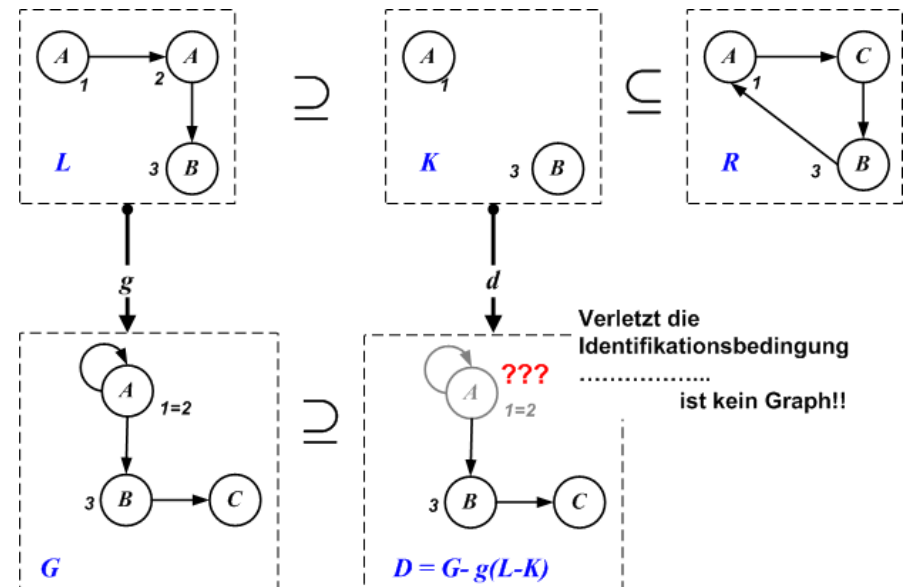 A
1
A
2
B
3
L
⊇
A
1
B
3
K
⊆
A
1
C
B
3
R
g
d
A
1=2
B
3
C
G
⊇
A
???
1=2
B
3
C
D = G- g(L-K)
Verletzt die
Identifikationsbedingung
………………..
ist kein Graph!!